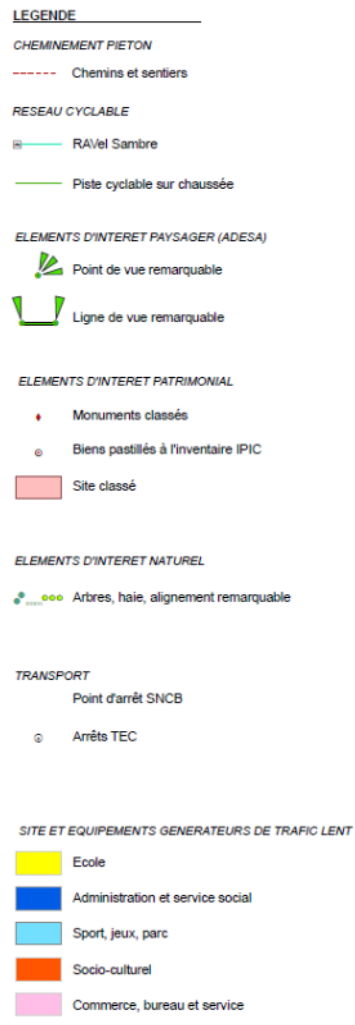 LEGENDE
CHEMINEMENT PIETON
Chemins et sentiers
RESEAU CYCLABLE
RAVel Sambre
Piste cyclable sur chaussée
ELEMENTS D'INTERET PAYSAGER (ADESA)
Point de vue remarquable
Ligne de vue remarquable
ELEMENTS D'INTERET PATRIMONIAL
Monuments classés
Biens pastillés à l'inventaire IPIC
Site classé
ELEMENTS D'INTERET NATUREL
Arbres, haie, alignement remarquable
TRANSPORT
Point d'arrêt SNCB
Arrêts TEC
SITE ET EQUIPEMENTS GENERATEURS DE TRAFIC LENT
Ecole
Administration et service social
Sport, jeux, parc
Socio-culturel
Commerce, bureau et service